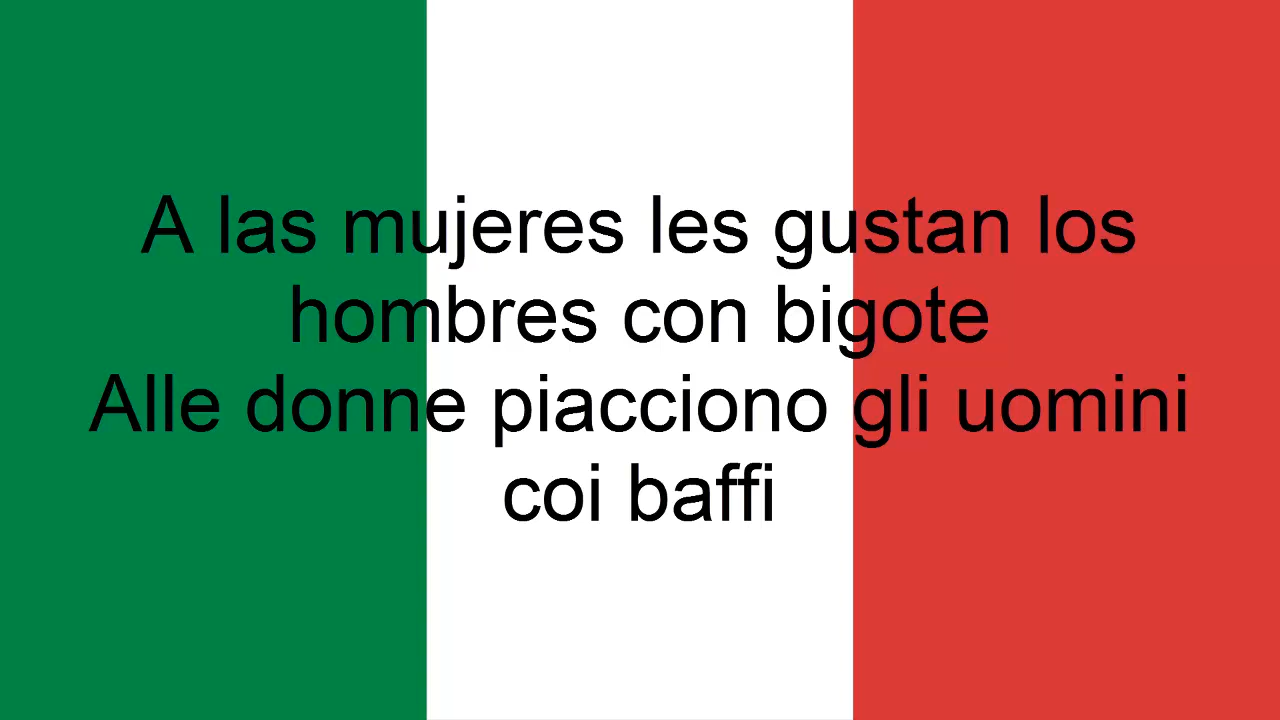 A las mujeres les gustan los
hombres con bigote
Alle donne piacciono gli uomini
coi baffi